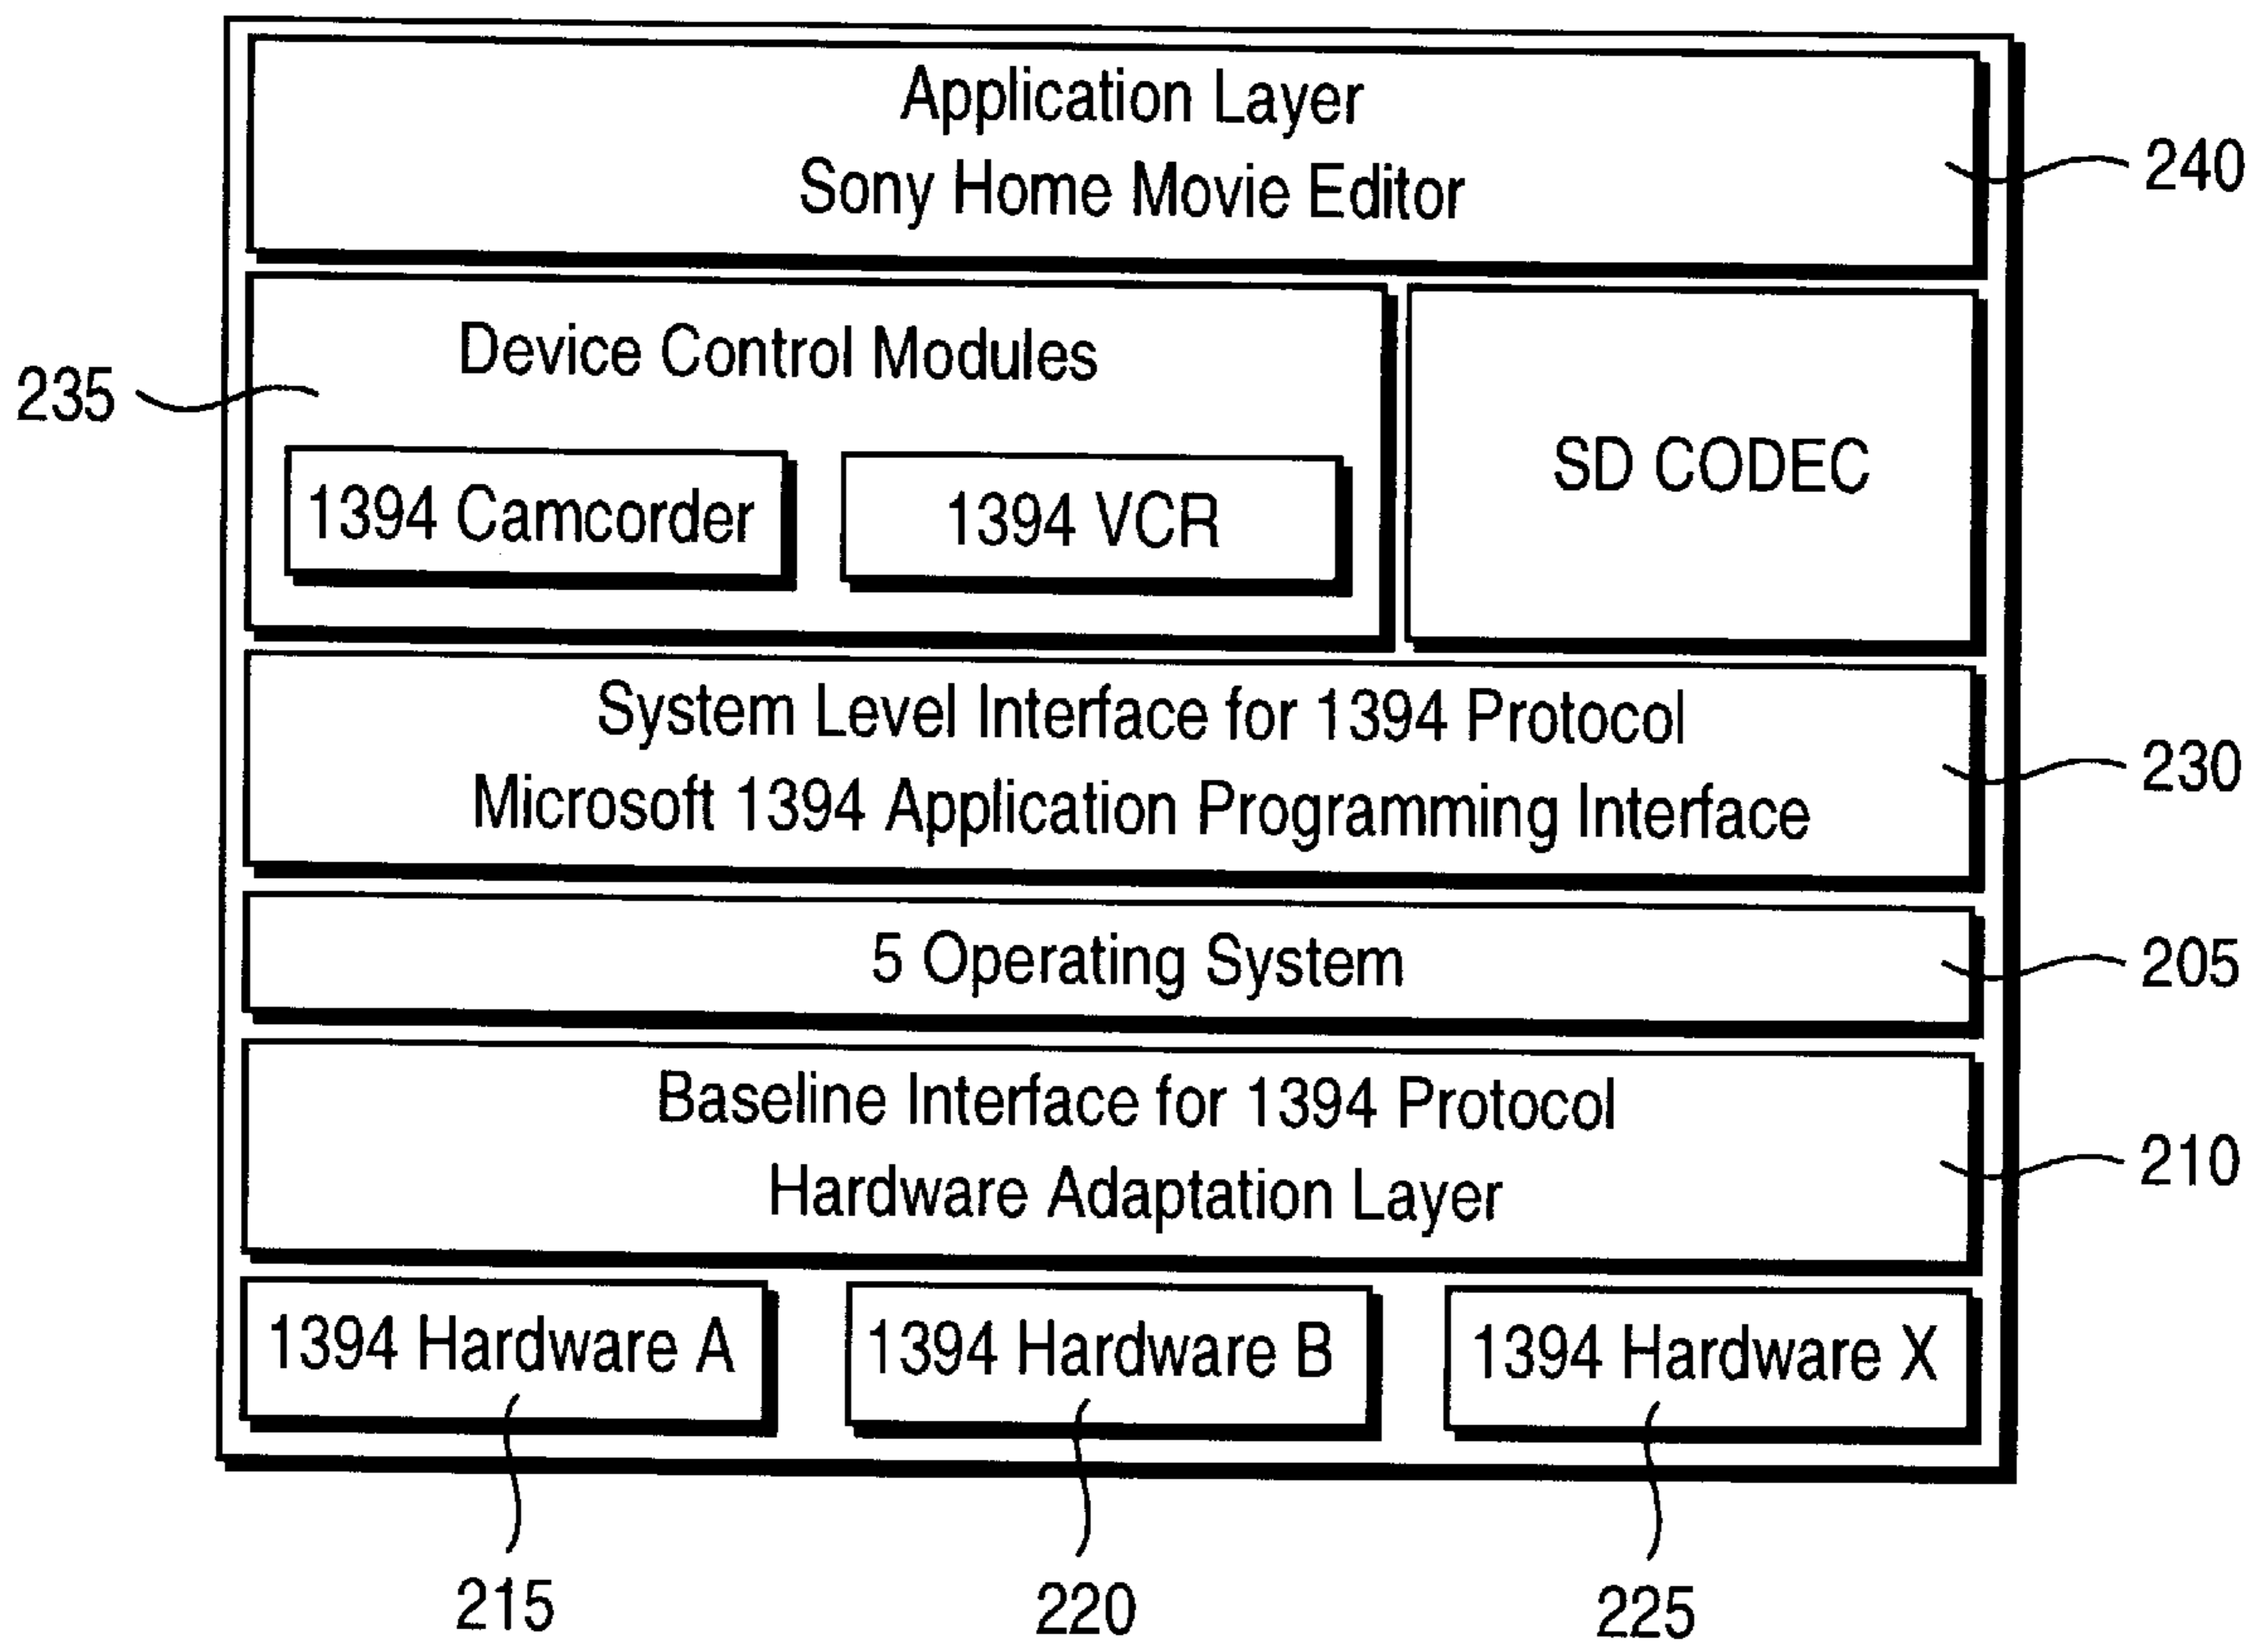 Application Layer
Sony Home Movie Editor
240
Device Control Modules
235
1394 Camcorder
1394 VCR
SD CODEC
System Level Interface for 1394 Protocol
Microsoft 1394 Application Programming Interface
230
5 Operating System
205
Baseline Interface for 1394 Protocol
Hardware Adaptation Layer
210
1394 Hardware A
1394 Hardware B
1394 Hardware X
215
220
225